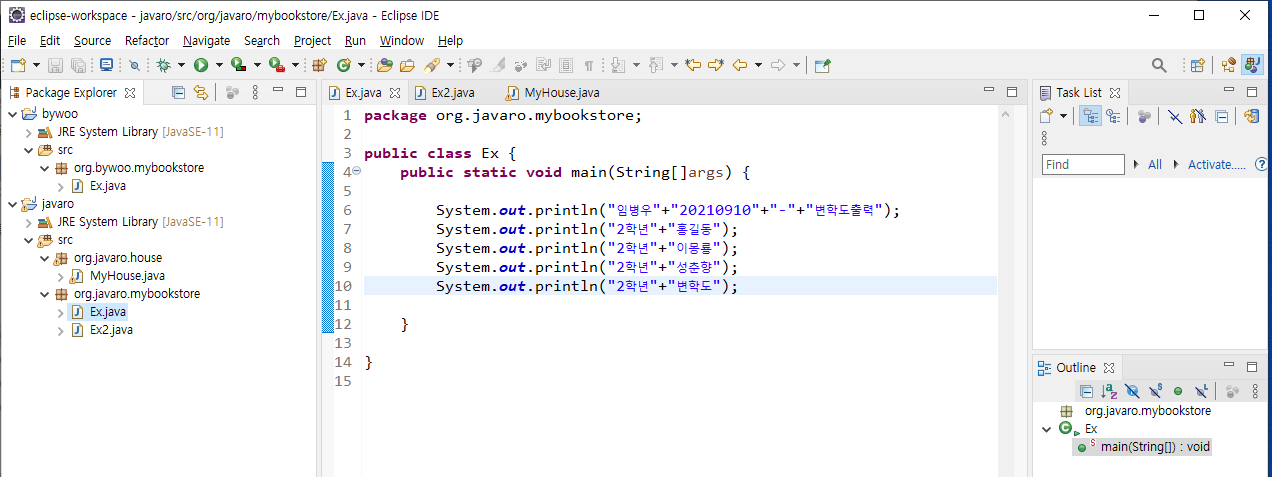 eclipse-workspace - javaro/src/org/javaro/mybookstore/Ex.java - Eclipse IDE
File Edit Source Refactor Navigate Search Project Run Window Help
Package Explorer
bywoo
JRE System Library [JavaSE-11]
src
org.bywoo.mybookstore
Ex.java
javaro
JRE System Library [JavaSE-11]
src
org.javaro.house
MyHouse.java
org.javaro.mybookstore
Ex.java
Ex2.java
Ex.java Ex2.java MyHouse.java
1 package org.javaro.mybookstore;
2
3 public class Ex {
4 public static void main(String[]args) {
5
6 System.out.println("임병우"+"20210910"+"-"+"변학도출력");
7 System.out.println("2학년"+"홍길동");
8 System.out.println("2학년"+"이몽룡");
9 System.out.println("2학년"+"성춘향");
10 System.out.println("2학년"+"변학도");
11
12 }
13
14 }
15
Task List
Find All Activate.....
Outline
org.javaro.mybookstore
Ex
main(String[]) : void